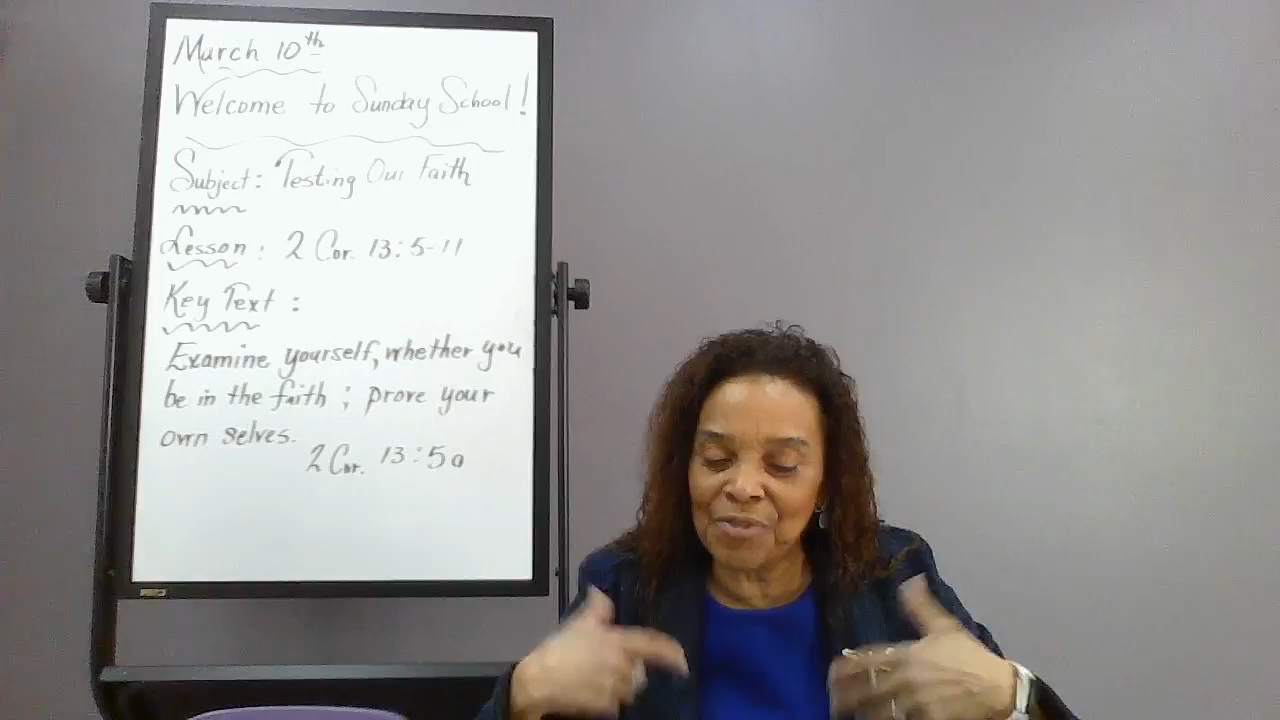 March 10th
Welcome to Sunday School!
Subject: Testing Our Faith
Lesson: 2 Cor. 13:5-11
Key Text:
Examine yourself, whether you
be in the faith; prove your
own selves.
2 Cor. 13:5a